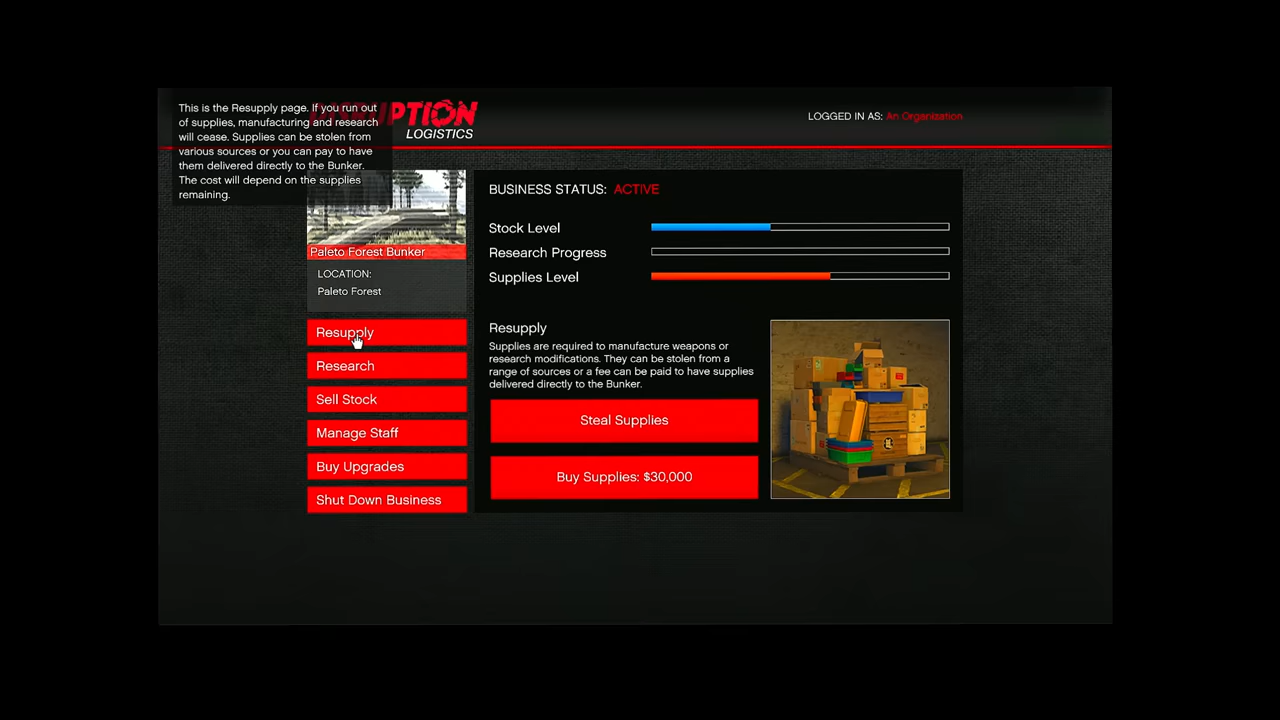 This is the Resupply page. If you run out
of supplies, manufacturing and research
will cease. Supplies can be stolen from
various sources or you can pay to have
them delivered directly to the Bunker.
The cost will depend on the supplies
remaining.
DISRUPTION
LOGISTICS
LOGGED IN AS: An Organization
Paleto Forest Bunker
LOCATION:
Paleto Forest
Resupply
Research
Sell Stock
Manage Staff
Buy Upgrades
Shut Down Business
BUSINESS STATUS: ACTIVE
Stock Level
Research Progress
Supplies Level
Resupply
Supplies are required to manufacture weapons or
research modifications. They can be stolen from a
range of sources or a fee can be paid to have supplies
delivered directly to the Bunker.
Steal Supplies
Buy Supplies: $30,000